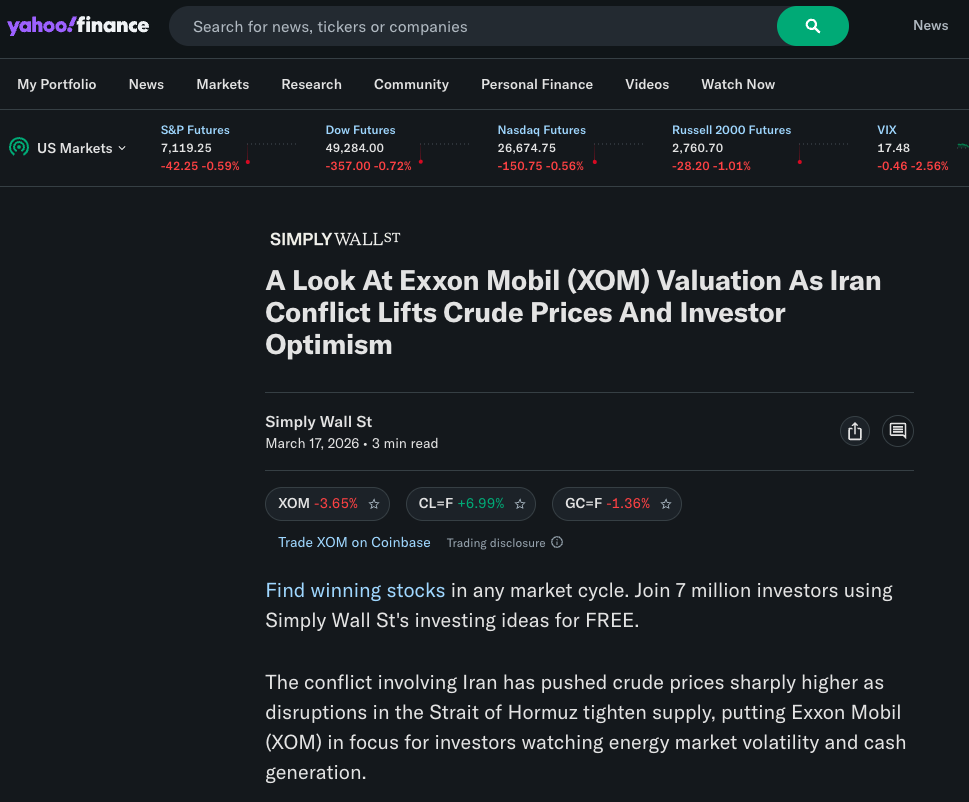 yahoo!finance
Search for news, tickers or companies
News
My Portfolio News Markets Research Community Personal Finance Videos Watch Now
US Markets
S&P Futures
7,119.25
-42.25 -0.59%
Dow Futures
49,284.00
-357.00 -0.72%
Nasdaq Futures
26,674.75
-150.75 -0.56%
Russell 2000 Futures
2,760.70
-28.20 -1.01%
VIX
17.48
-0.46 -2.56%
SIMPLY WALL ST
A Look At Exxon Mobil (XOM) Valuation As Iran
Conflict Lifts Crude Prices And Investor
Optimism
Simply Wall St
March 17, 2026 • 3 min read
XOM -3.65% CL=F +6.99% GC=F -1.36%
Trade XOM on Coinbase Trading disclosure
Find winning stocks in any market cycle. Join 7 million investors using
Simply Wall St's investing ideas for FREE.
The conflict involving Iran has pushed crude prices sharply higher as
disruptions in the Strait of Hormuz tighten supply, putting Exxon Mobil
(XOM) in focus for investors watching energy market volatility and cash
generation.